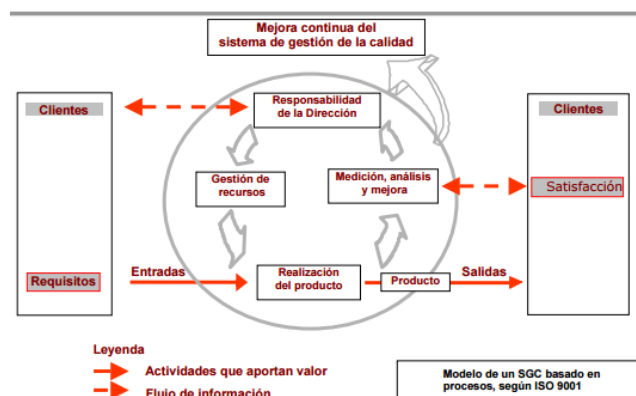 Mejora continua del
sistema de gestión de la calidad
Clientes
Responsabilidad
de la Dirección
Clientes
Gestión de
recursos
Medición, análisis
y mejora
Satisfacción
Requisitos
Entradas
Realización
del producto
Producto
Salidas
Leyenda
Actividades que aportan valor
Flujo de información
Modelo de un SGC basado en
procesos, según ISO 9001